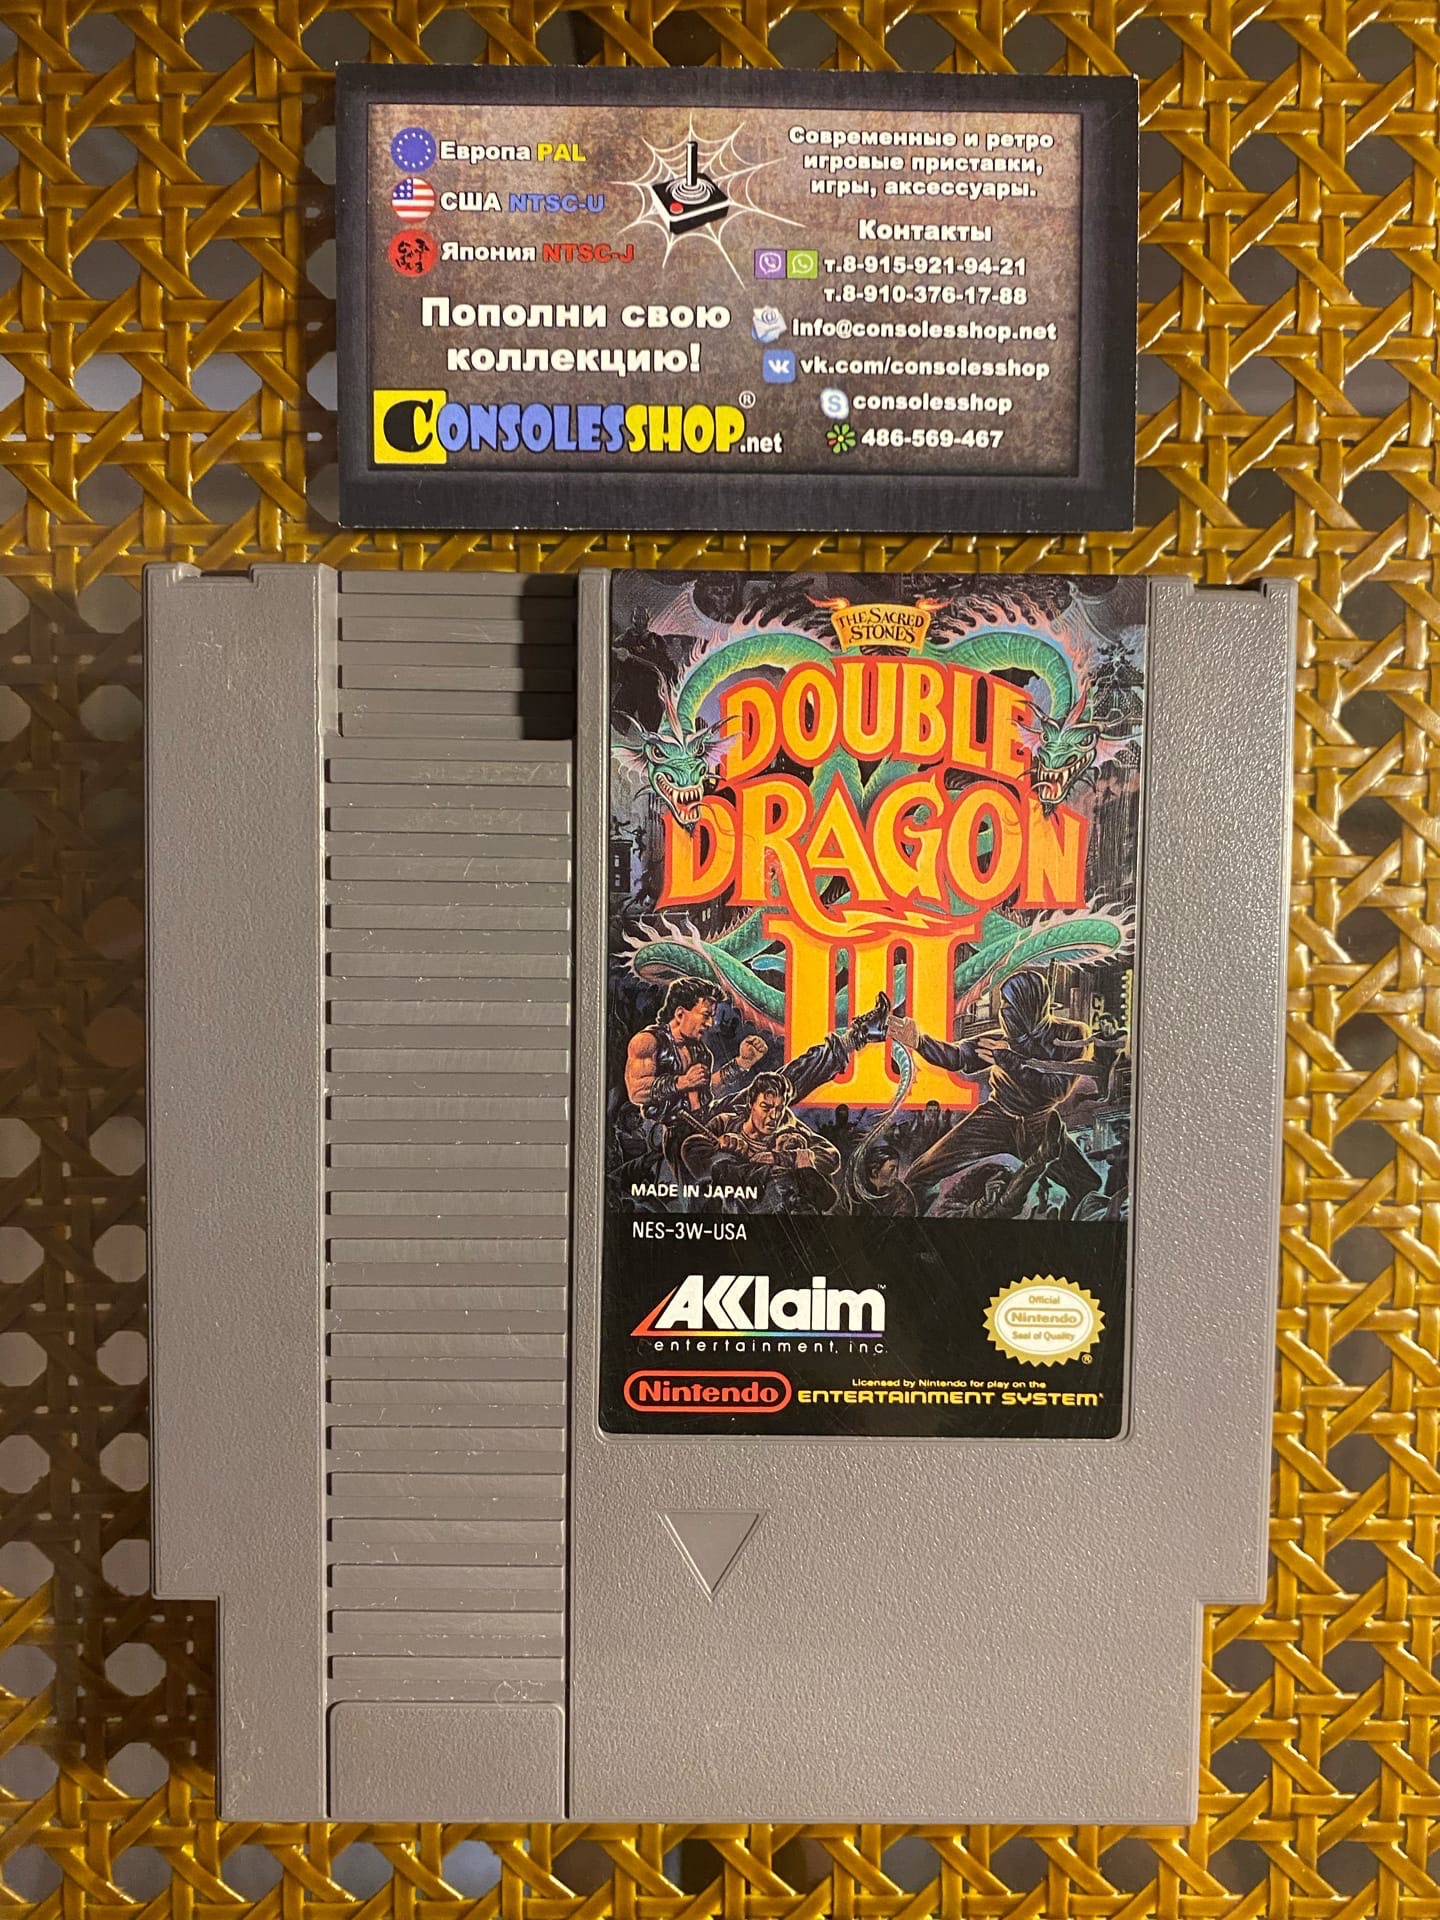 Европа PAL
США NTSC-U
Япония NTSC-J
Пополни свою
коллекцию!
CONSOLESSHOP.net®
Современные и ретро
игровые приставки,
игры, аксессуары.
Контакты
т.8-915-921-94-21
т.8-910-376-17-88
info@consolesshop.net
vk.com/consolesshop
consolesshop
486-569-467
THE SACRED
STONES
DOUBLE
DRAGON
III
MADE IN JAPAN
NES-3W-USA
AKKlaim™
entertainment, inc.
Official
Nintendo
Seal of Quality
®
Nintendo
Licensed by Nintendo for play on the
ENTERTAINMENT SYSTEM®